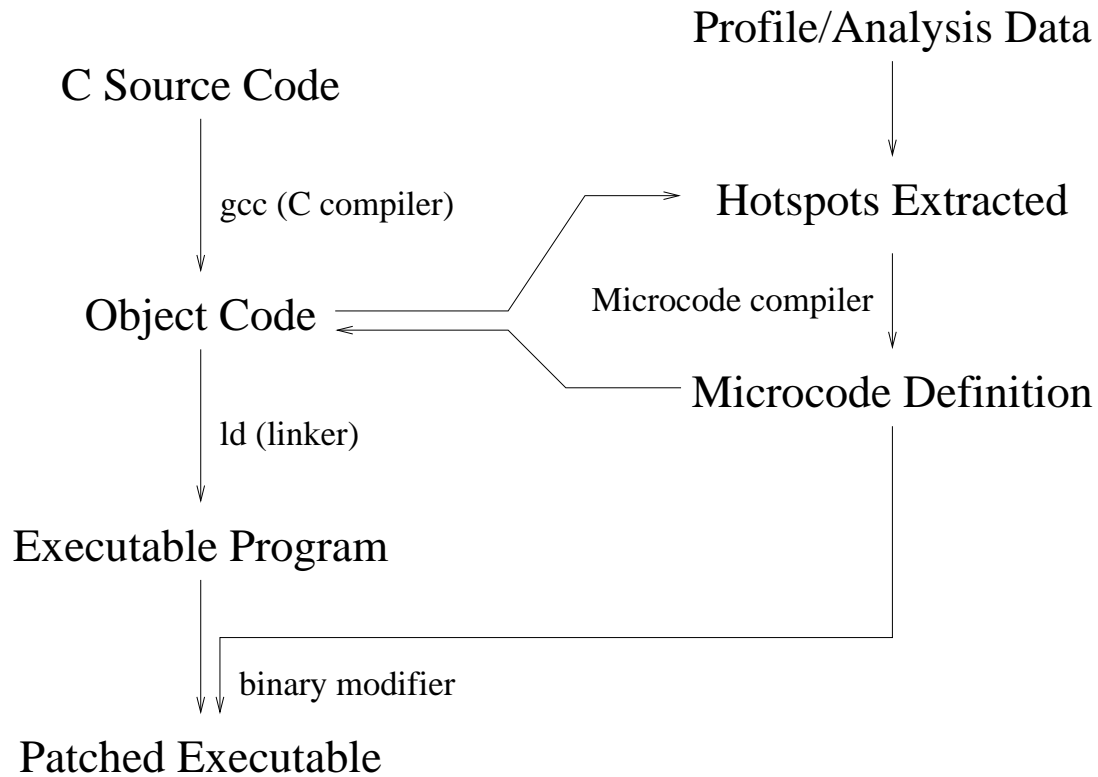 Profile/Analysis Data
C Source Code
gcc (C compiler)
Hotspots Extracted
Object Code
Microcode compiler
Microcode Definition
ld (linker)
Executable Program
binary modifier
Patched Executable